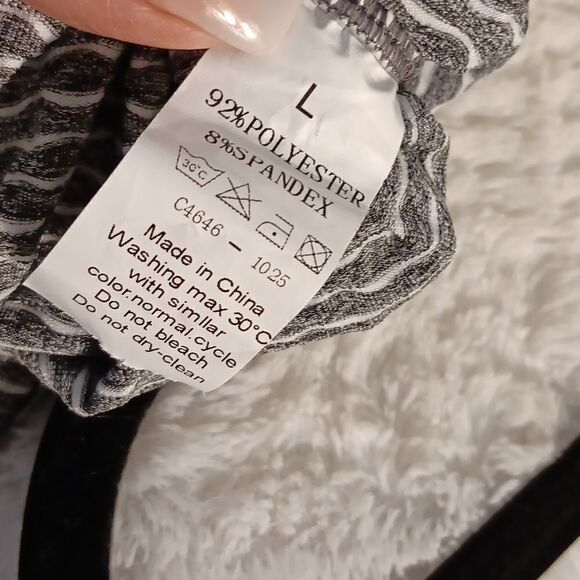 L
92%POLYESTER
8%SPANDEX
30°C
C4646 - 1025
Made in China
Washing max 30°C
with similar
color.normal.cycle
Do not bleach
Do not dry-clean